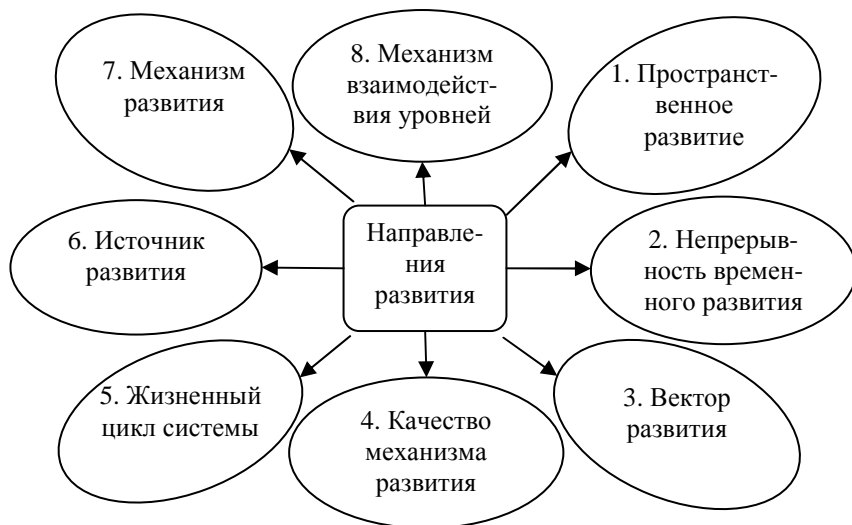 7. Механизм
развития
8. Механизм
взаимодейст-
вия уровней
1. Пространст-
венное
развитие
6. Источник
развития
Направле-
ния
развития
2. Непрерыв-
ность времен-
ного развития
5. Жизненный
цикл системы
4. Качество
механизма
развития
3. Вектор
развития